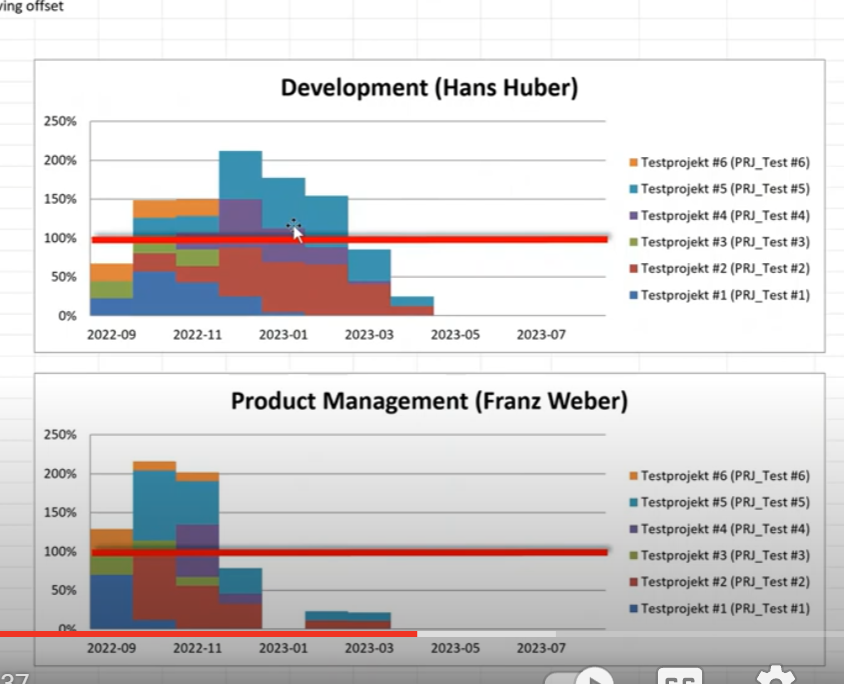 ying offset
Development (Hans Huber)
250%
200%
150%
100%
50%
0%
2022-09 2022-11 2023-01 2023-03 2023-05 2023-07
Testprojekt #6 (PRJ_Test #6)
Testprojekt #5 (PRJ_Test #5)
Testprojekt #4 (PRJ_Test #4)
Testprojekt #3 (PRJ_Test #3)
Testprojekt #2 (PRJ_Test #2)
Testprojekt #1 (PRJ_Test #1)
Product Management (Franz Weber)
250%
200%
150%
100%
50%
0%
2022-09 2022-11 2023-01 2023-03 2023-05 2023-07
Testprojekt #6 (PRJ_Test #6)
Testprojekt #5 (PRJ_Test #5)
Testprojekt #4 (PRJ_Test #4)
Testprojekt #3 (PRJ_Test #3)
Testprojekt #2 (PRJ_Test #2)
Testprojekt #1 (PRJ_Test #1)
37